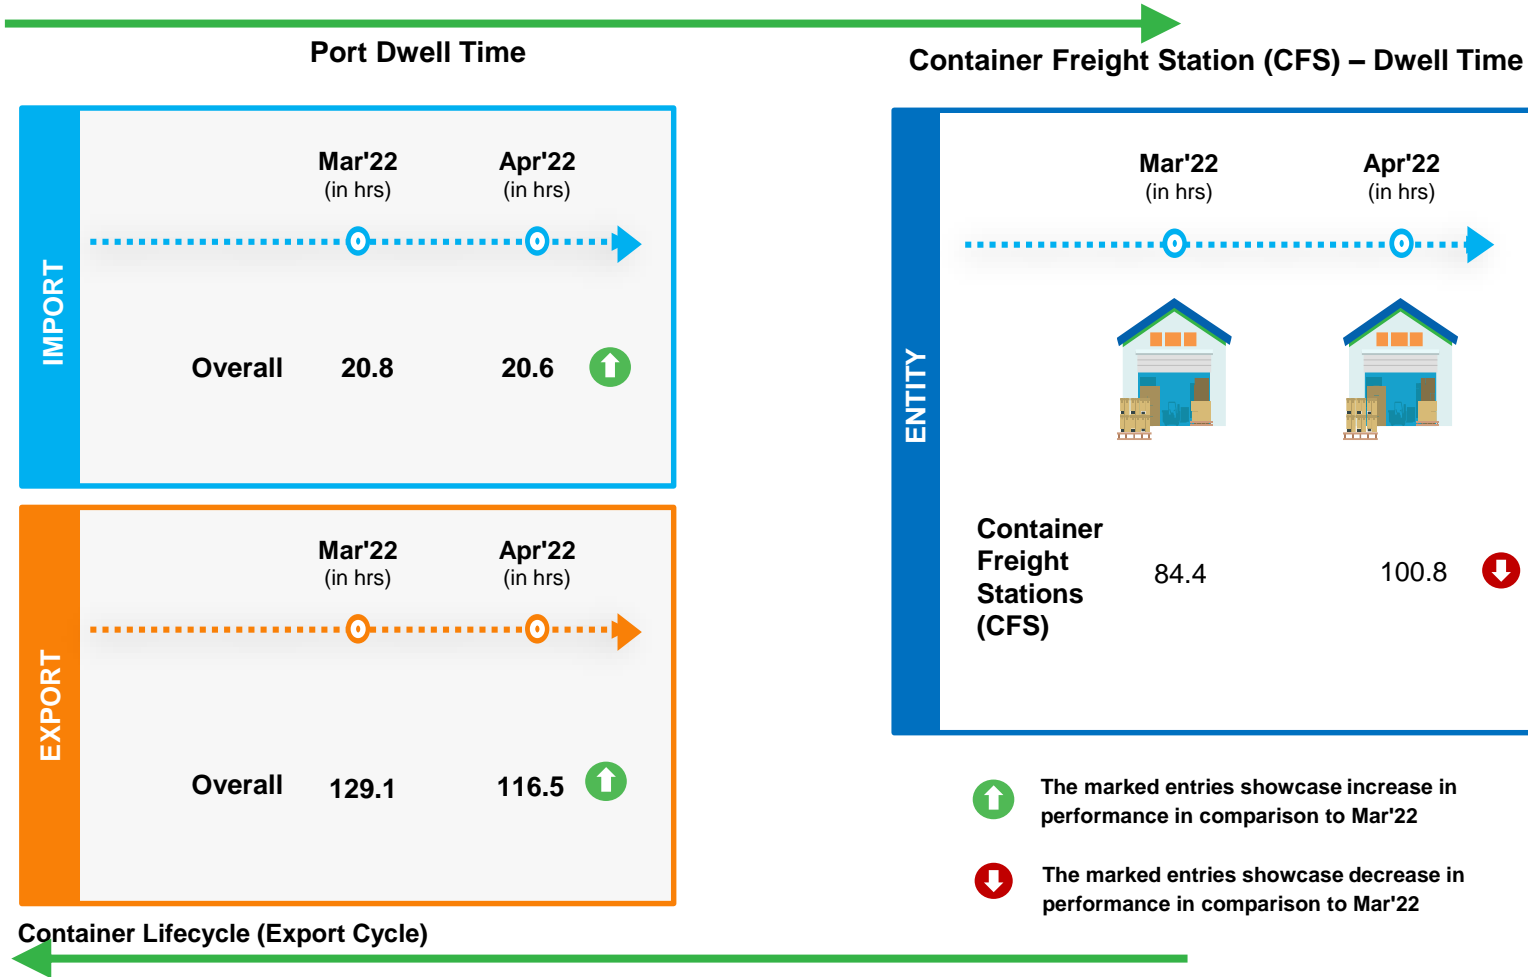 Port Dwell Time
Container Freight Station (CFS) – Dwell Time
IMPORT
Mar'22
(in hrs)
Apr'22
(in hrs)
Overall 20.8 20.6
EXPORT
Mar'22
(in hrs)
Apr'22
(in hrs)
Overall 129.1 116.5
ENTITY
Mar'22
(in hrs)
Apr'22
(in hrs)
Container
Freight
Stations
(CFS)
84.4 100.8
The marked entries showcase increase in
performance in comparison to Mar'22
The marked entries showcase decrease in
performance in comparison to Mar'22
Container Lifecycle (Export Cycle)